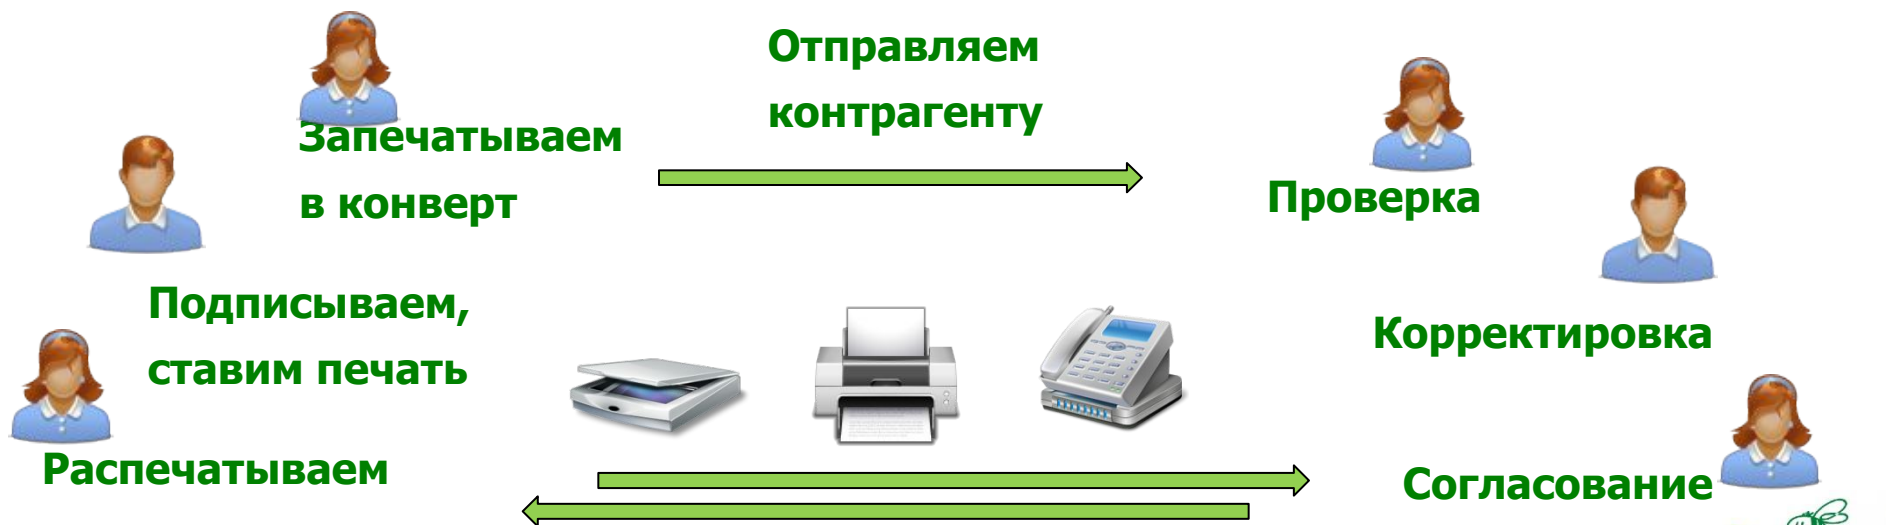 Отправляем
контрагенту
Запечатываем
в конверт
Проверка
Подписываем,
ставим печать
Корректировка
Распечатываем
Согласование